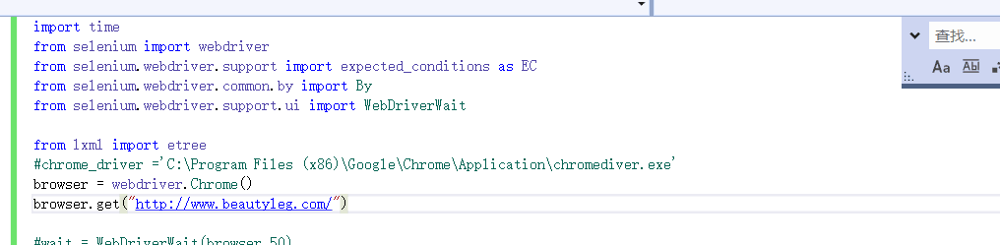 import time
from selenium import webdriver
from selenium.webdriver.support import expected_conditions as EC
from selenium.webdriver.common.by import By
from selenium.webdriver.support.ui import WebDriverWait
from lxml import etree
#chrome_driver ='C:\Program Files (x86)\Google\Chrome\Application\chromediver.exe'
browser = webdriver.Chrome()
browser.get("http://www.beautyleg.com/")
#wait = WebDriverWait(browser,50)
查找...
Aa Abl